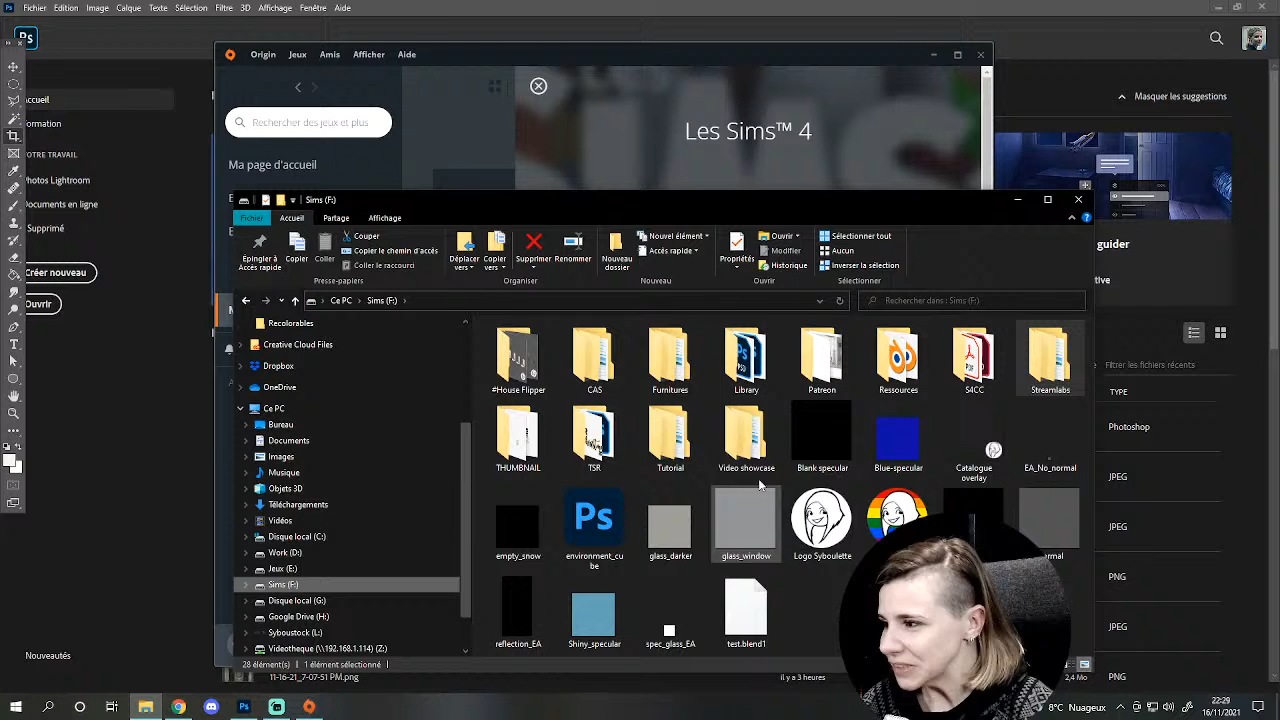 Ps Fichier Edition Image Calque Texte Sélection Filtre 3D Affichage Fenêtre Aide
Ps
Origin Jeux Amis Afficher Aide
Accueil
Masquer les suggestions
Rechercher des jeux et plus
Les Sims™ 4
Ma page d'accueil
Photos Lightroom
Sims (F:)
Fichier Accueil Partage Affichage
Couper
Copier le chemin d'accès
Coller le raccourci
Épingler à Accès rapide
Copier
Coller
Déplacer vers
Copier vers
Supprimer
Renommer
Nouveau dossier
Nouvel élément
Accès rapide
Propriétés
Ouvrir
Modifier
Historique
Sélectionner tout
Aucun
Inverser la sélection
Presse-papiers
Organiser
Nouveau
Ouvrir
Sélectionner
Créer nouveau
Ouvrir
Ce PC
Sims (F:)
Rechercher dans : Sims (F:)
Recolorables
Creative Cloud Files
Dropbox
OneDrive
Ce PC
Bureau
Documents
Images
Musique
Objets 3D
Téléchargements
Vidéos
Disque local (C:)
Work (D:)
Jeux (E:)
Sims (F:)
Disque local (G:)
Google Drive (H:)
Syboustock (L:)
Videotheque (\\192.168.1.114) (Z:)
#House Flipper CAS Furnitures Library Patreon Ressources S4CC Streamlabs
THUMBNAIL TSR Tutorial Video showcase Blank specular Blue-specular Catalogue overlay EA_No_normal
empty_snow environment_cube glass_darker glass_window Logo Syboulette
reflection_EA Shiny_specular spec_glass_EA test.blend1
Filtrer les fichiers récents
TYPE
Photoshop
JPEG
JPEG
PNG
PNG
PNG
28 élément(s) 1 élément sélectionné
11-16-21_7-07-51 PM.png
il y a 3 heures
Nouveautés
8°C Nuageux
22:29
16/11/2021